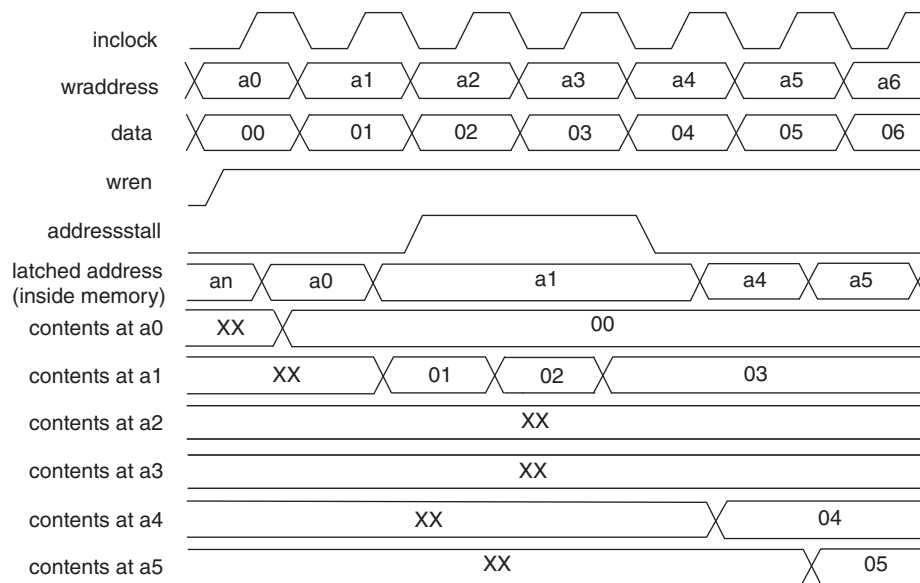 inclock
wraddress a0 a1 a2 a3 a4 a5 a6
data 00 01 02 03 04 05 06
wren
addressstall
latched address
(inside memory) an a0 a1 a4 a5
contents at a0 XX 00
contents at a1 XX 01 02 03
contents at a2 XX
contents at a3 XX
contents at a4 XX 04
contents at a5 XX 05